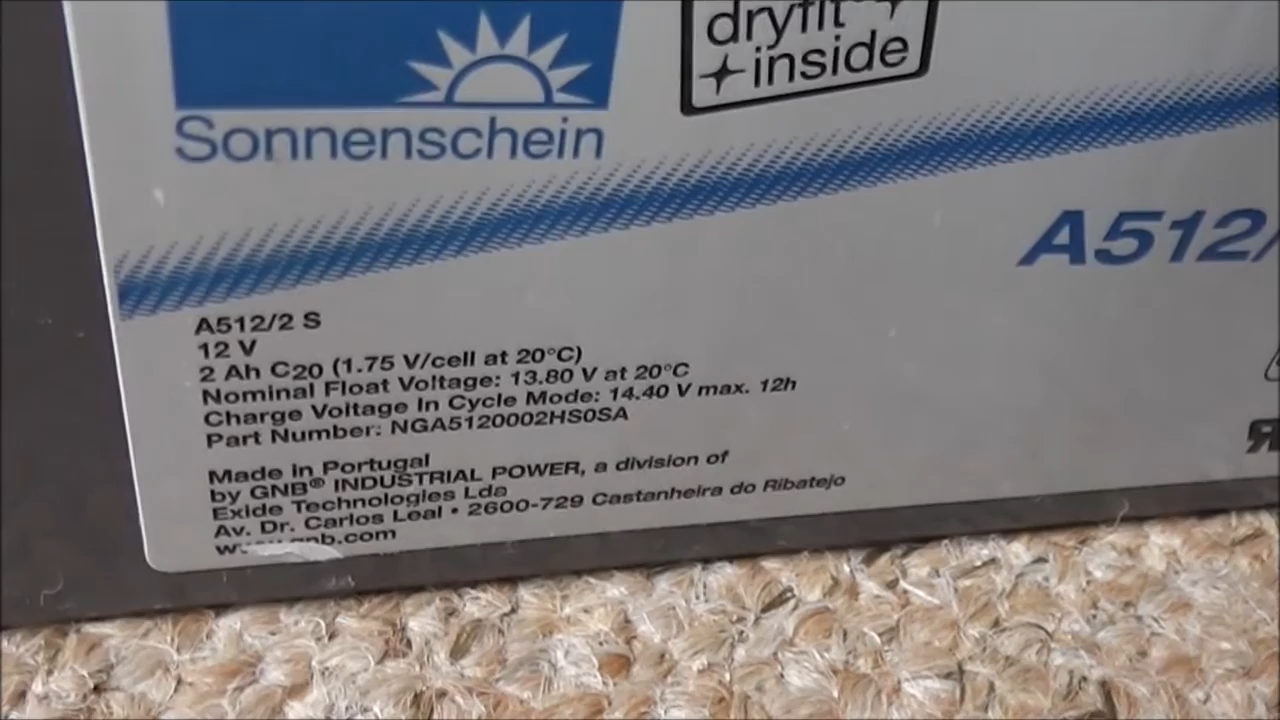 dryfit
inside
Sonnenschein
A512/
A512/2 S
12 V
2 Ah C20 (1.75 V/cell at 20°C)
Nominal Float Voltage: 13.80 V at 20°C
Charge Voltage In Cycle Mode: 14.40 V max. 12h
Part Number: NGA5120002HS0SA
Made in Portugal
by GNB® INDUSTRIAL POWER, a division of
Exide Technologies Lda
Av. Dr. Carlos Leal • 2600-729 Castanheira do Ribatejo